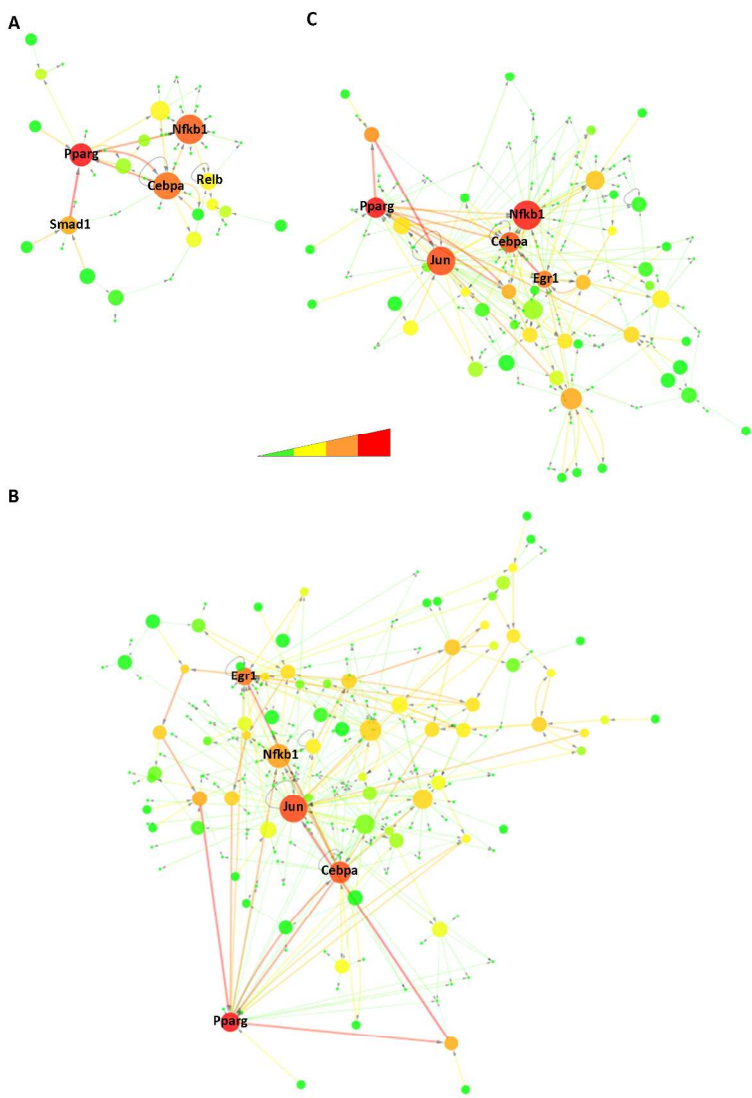 A
C
Nfkb1
Pparg
Cebpa
Relb
Smad1
Pparg
Nfkb1
Cebpa
Jun
Egr1
B
Egr1
Nfkb1
Jun
Cebpa
Pparg